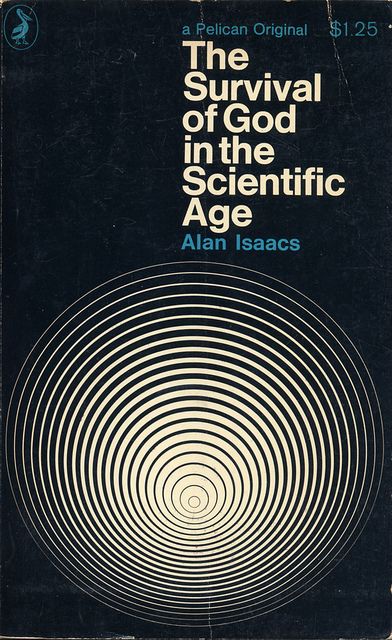 a Pelican Original $1.25
The
Survival
of God
in the
Scientific
Age
Alan Isaacs